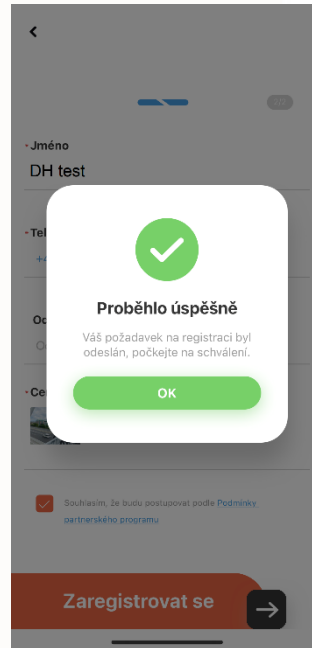 Jméno
DH test
Proběhlo úspěšně
Váš požadavek na registraci byl
odeslán, počkejte na schválení.
OK
Souhlasím, že budu postupovat podle Podmínky
partnerského programu
Zaregistrovat se